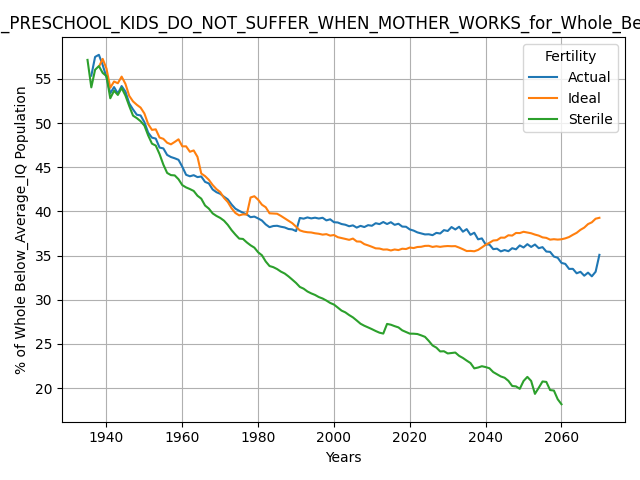 _PRESCHOOL_KIDS_DO_NOT_SUFFER_WHEN_MOTHER_WORKS_for_Whole_Be
Fertility
Actual
Ideal
Sterile
% of Whole Below_Average_IQ Population
55
50
45
40
35
30
25
20
1940 1960 1980 2000 2020 2040 2060
Years